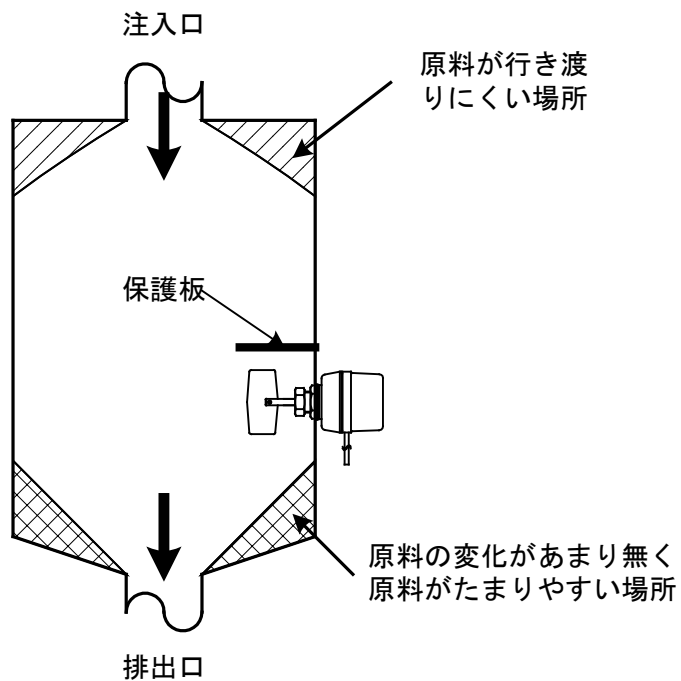 注入口
原料が行き渡
りにくい場所
保護板
原料の変化があまり無く
原料がたまりやすい場所
排出口